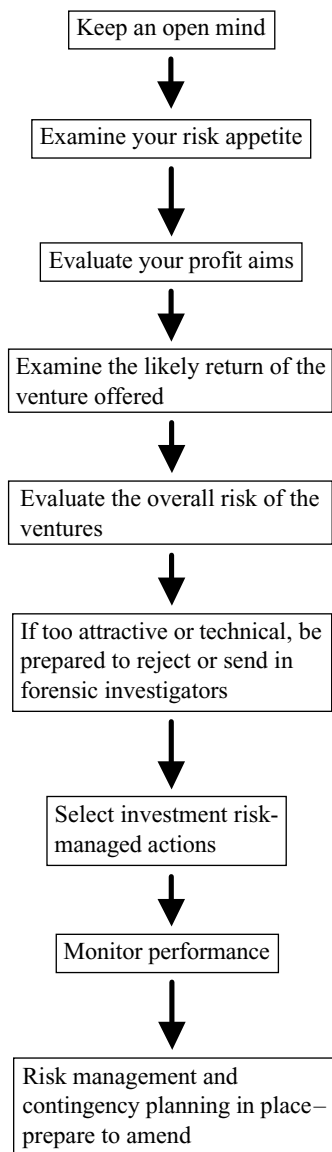 Keep an open mind
Examine your risk appetite
Evaluate your profit aims
Examine the likely return of the
venture offered
Evaluate the overall risk of the
ventures
If too attractive or technical, be
prepared to reject or send in
forensic investigators
Select investment risk-
managed actions
Monitor performance
Risk management and
contingency planning in place–
prepare to amend